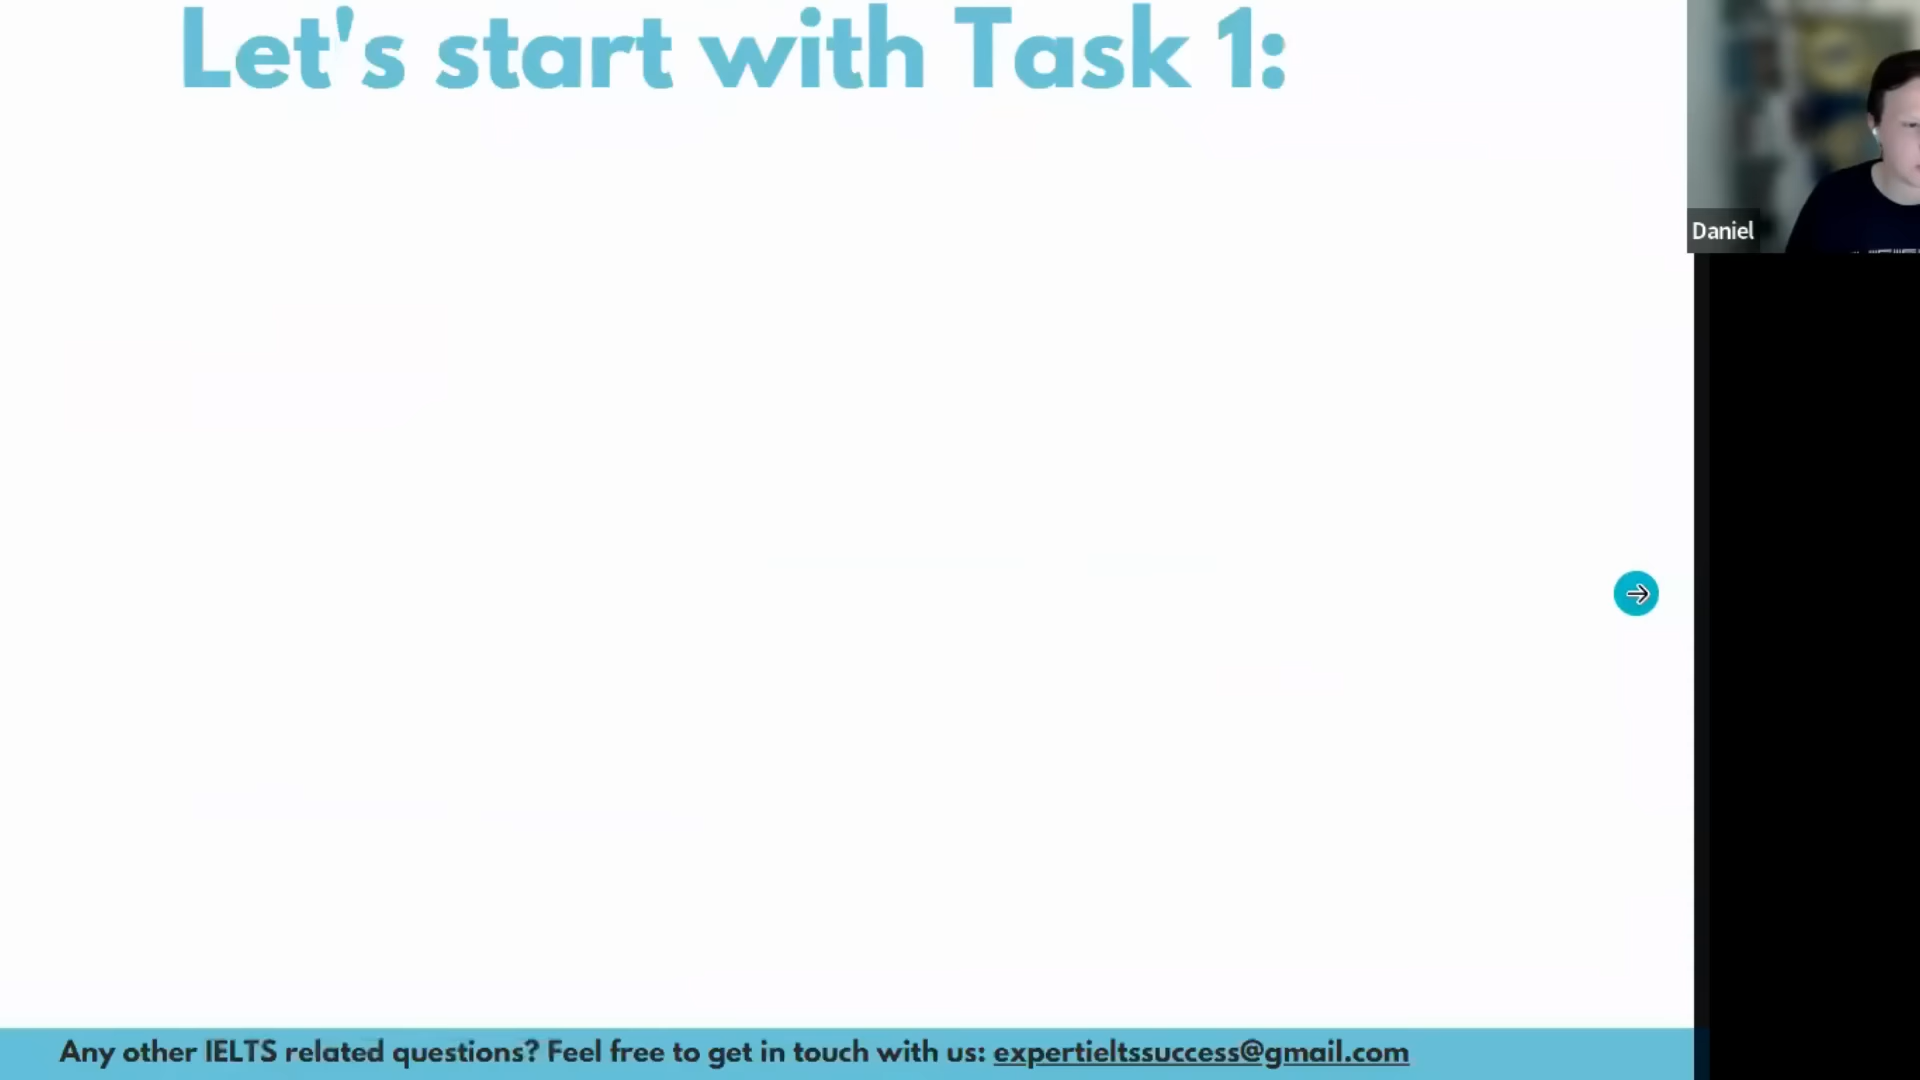 Let's start with Task 1:
Daniel
Any other IELTS related questions? Feel free to get in touch with us: expertieltssuccess@gmail.com